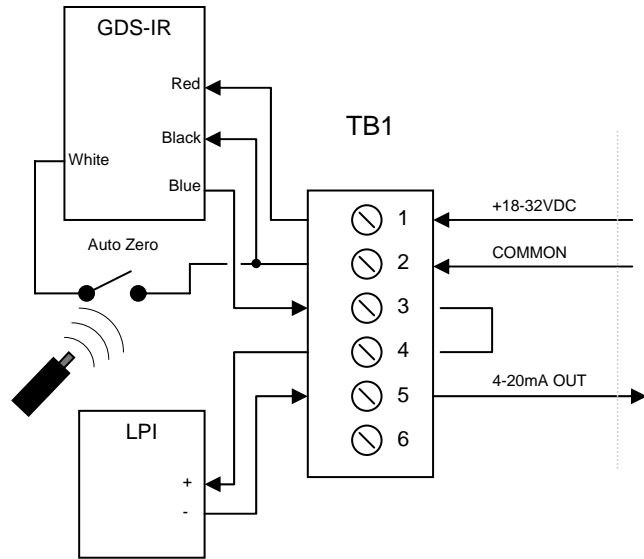 GDS-IR
Red
Black
White
Blue
Auto Zero
LPI
+
-
TB1
1
2
3
4
5
6
+18-32VDC
COMMON
4-20mA OUT